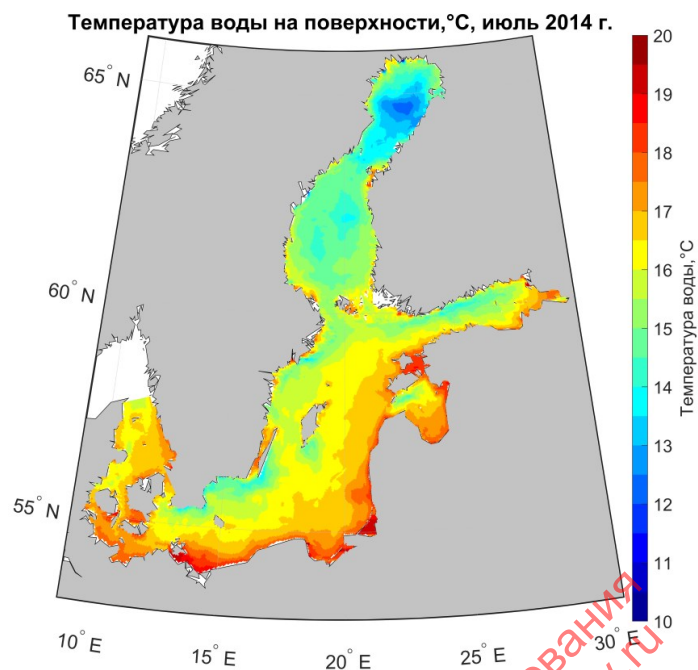 Температура воды на поверхности,°C, июль 2014 г.
65° N
60° N
55° N
10° E
15° E
20° E
25° E
30° E
20
19
18
17
16
15
14
13
12
11
10
Температура воды,°C